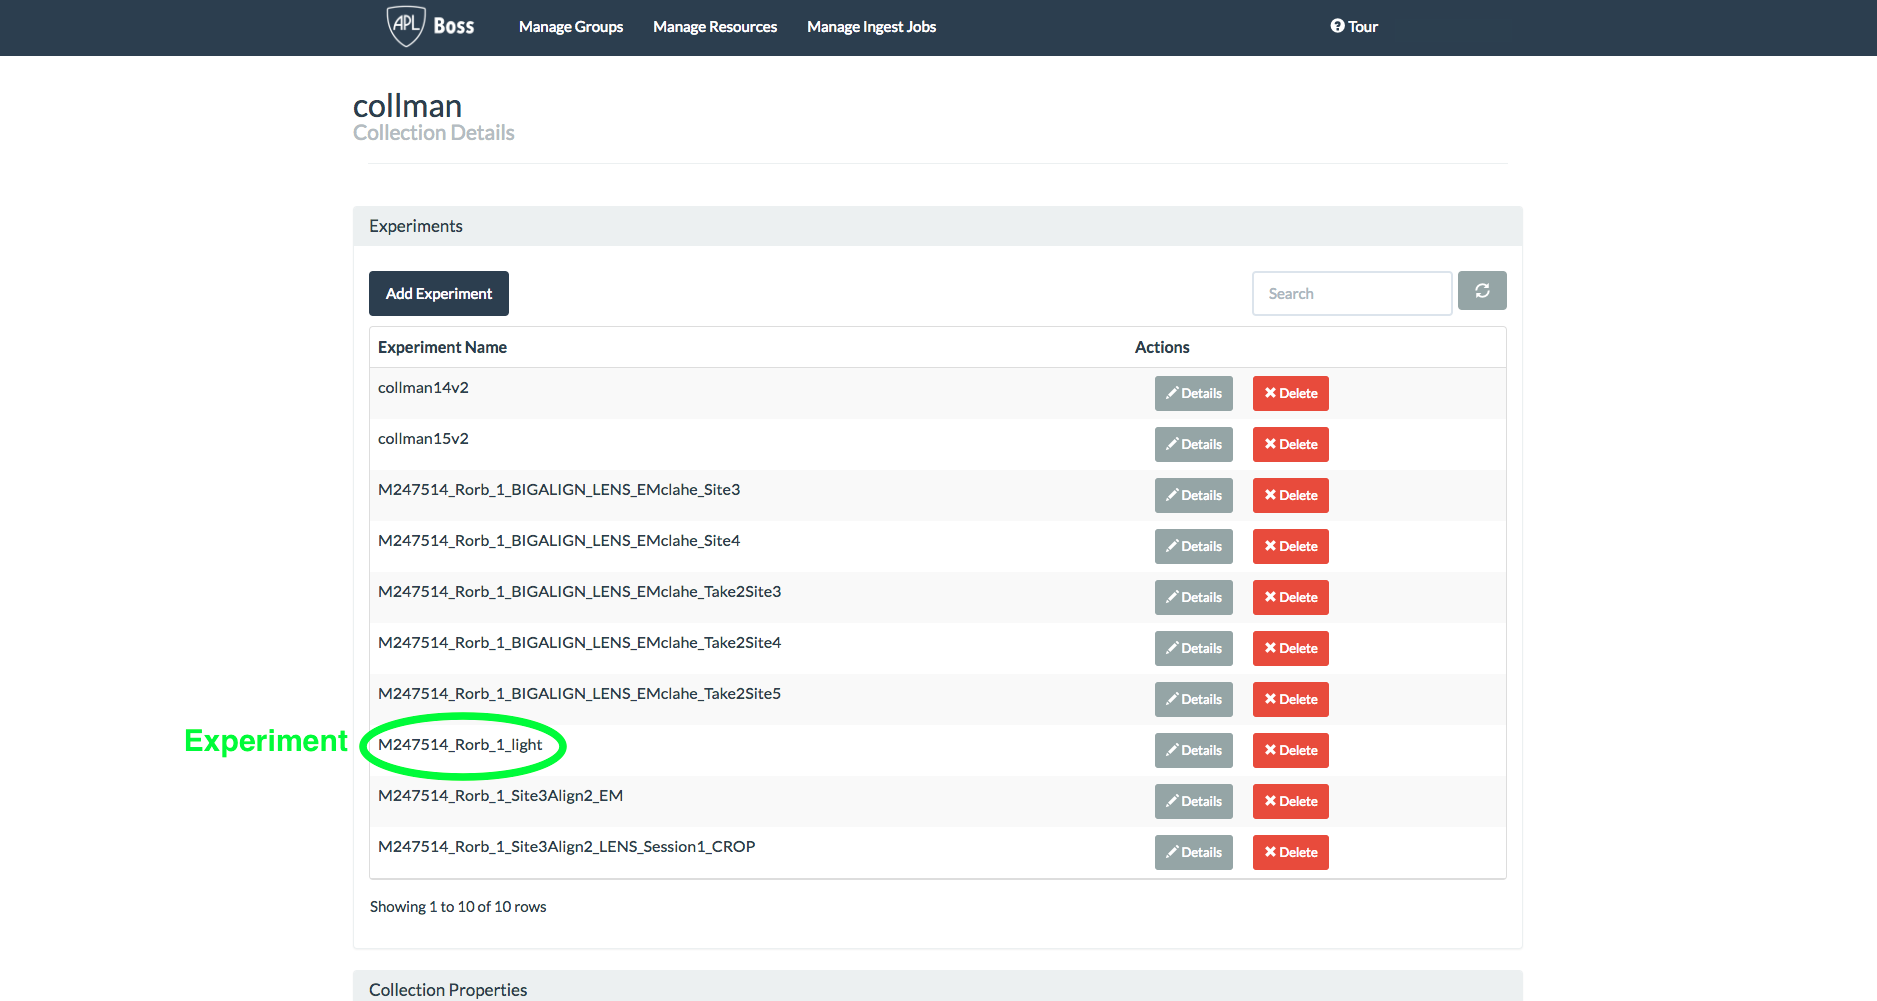 APL Boss Manage Groups Manage Resources Manage Ingest Jobs Tour
collman
Collection Details
Experiments
Add Experiment Search
Experiment Name Actions
collman14v2 Details Delete
collman15v2 Details Delete
M247514_Rorb_1_BIGALIGN_LENS_EMclahe_Site3 Details Delete
M247514_Rorb_1_BIGALIGN_LENS_EMclahe_Site4 Details Delete
M247514_Rorb_1_BIGALIGN_LENS_EMclahe_Take2Site3 Details Delete
M247514_Rorb_1_BIGALIGN_LENS_EMclahe_Take2Site4 Details Delete
M247514_Rorb_1_BIGALIGN_LENS_EMclahe_Take2Site5 Details Delete
Experiment M247514_Rorb_1_light Details Delete
M247514_Rorb_1_Site3Align2_EM Details Delete
M247514_Rorb_1_Site3Align2_LENS_Session1_CROP Details Delete
Showing 1 to 10 of 10 rows
Collection Properties